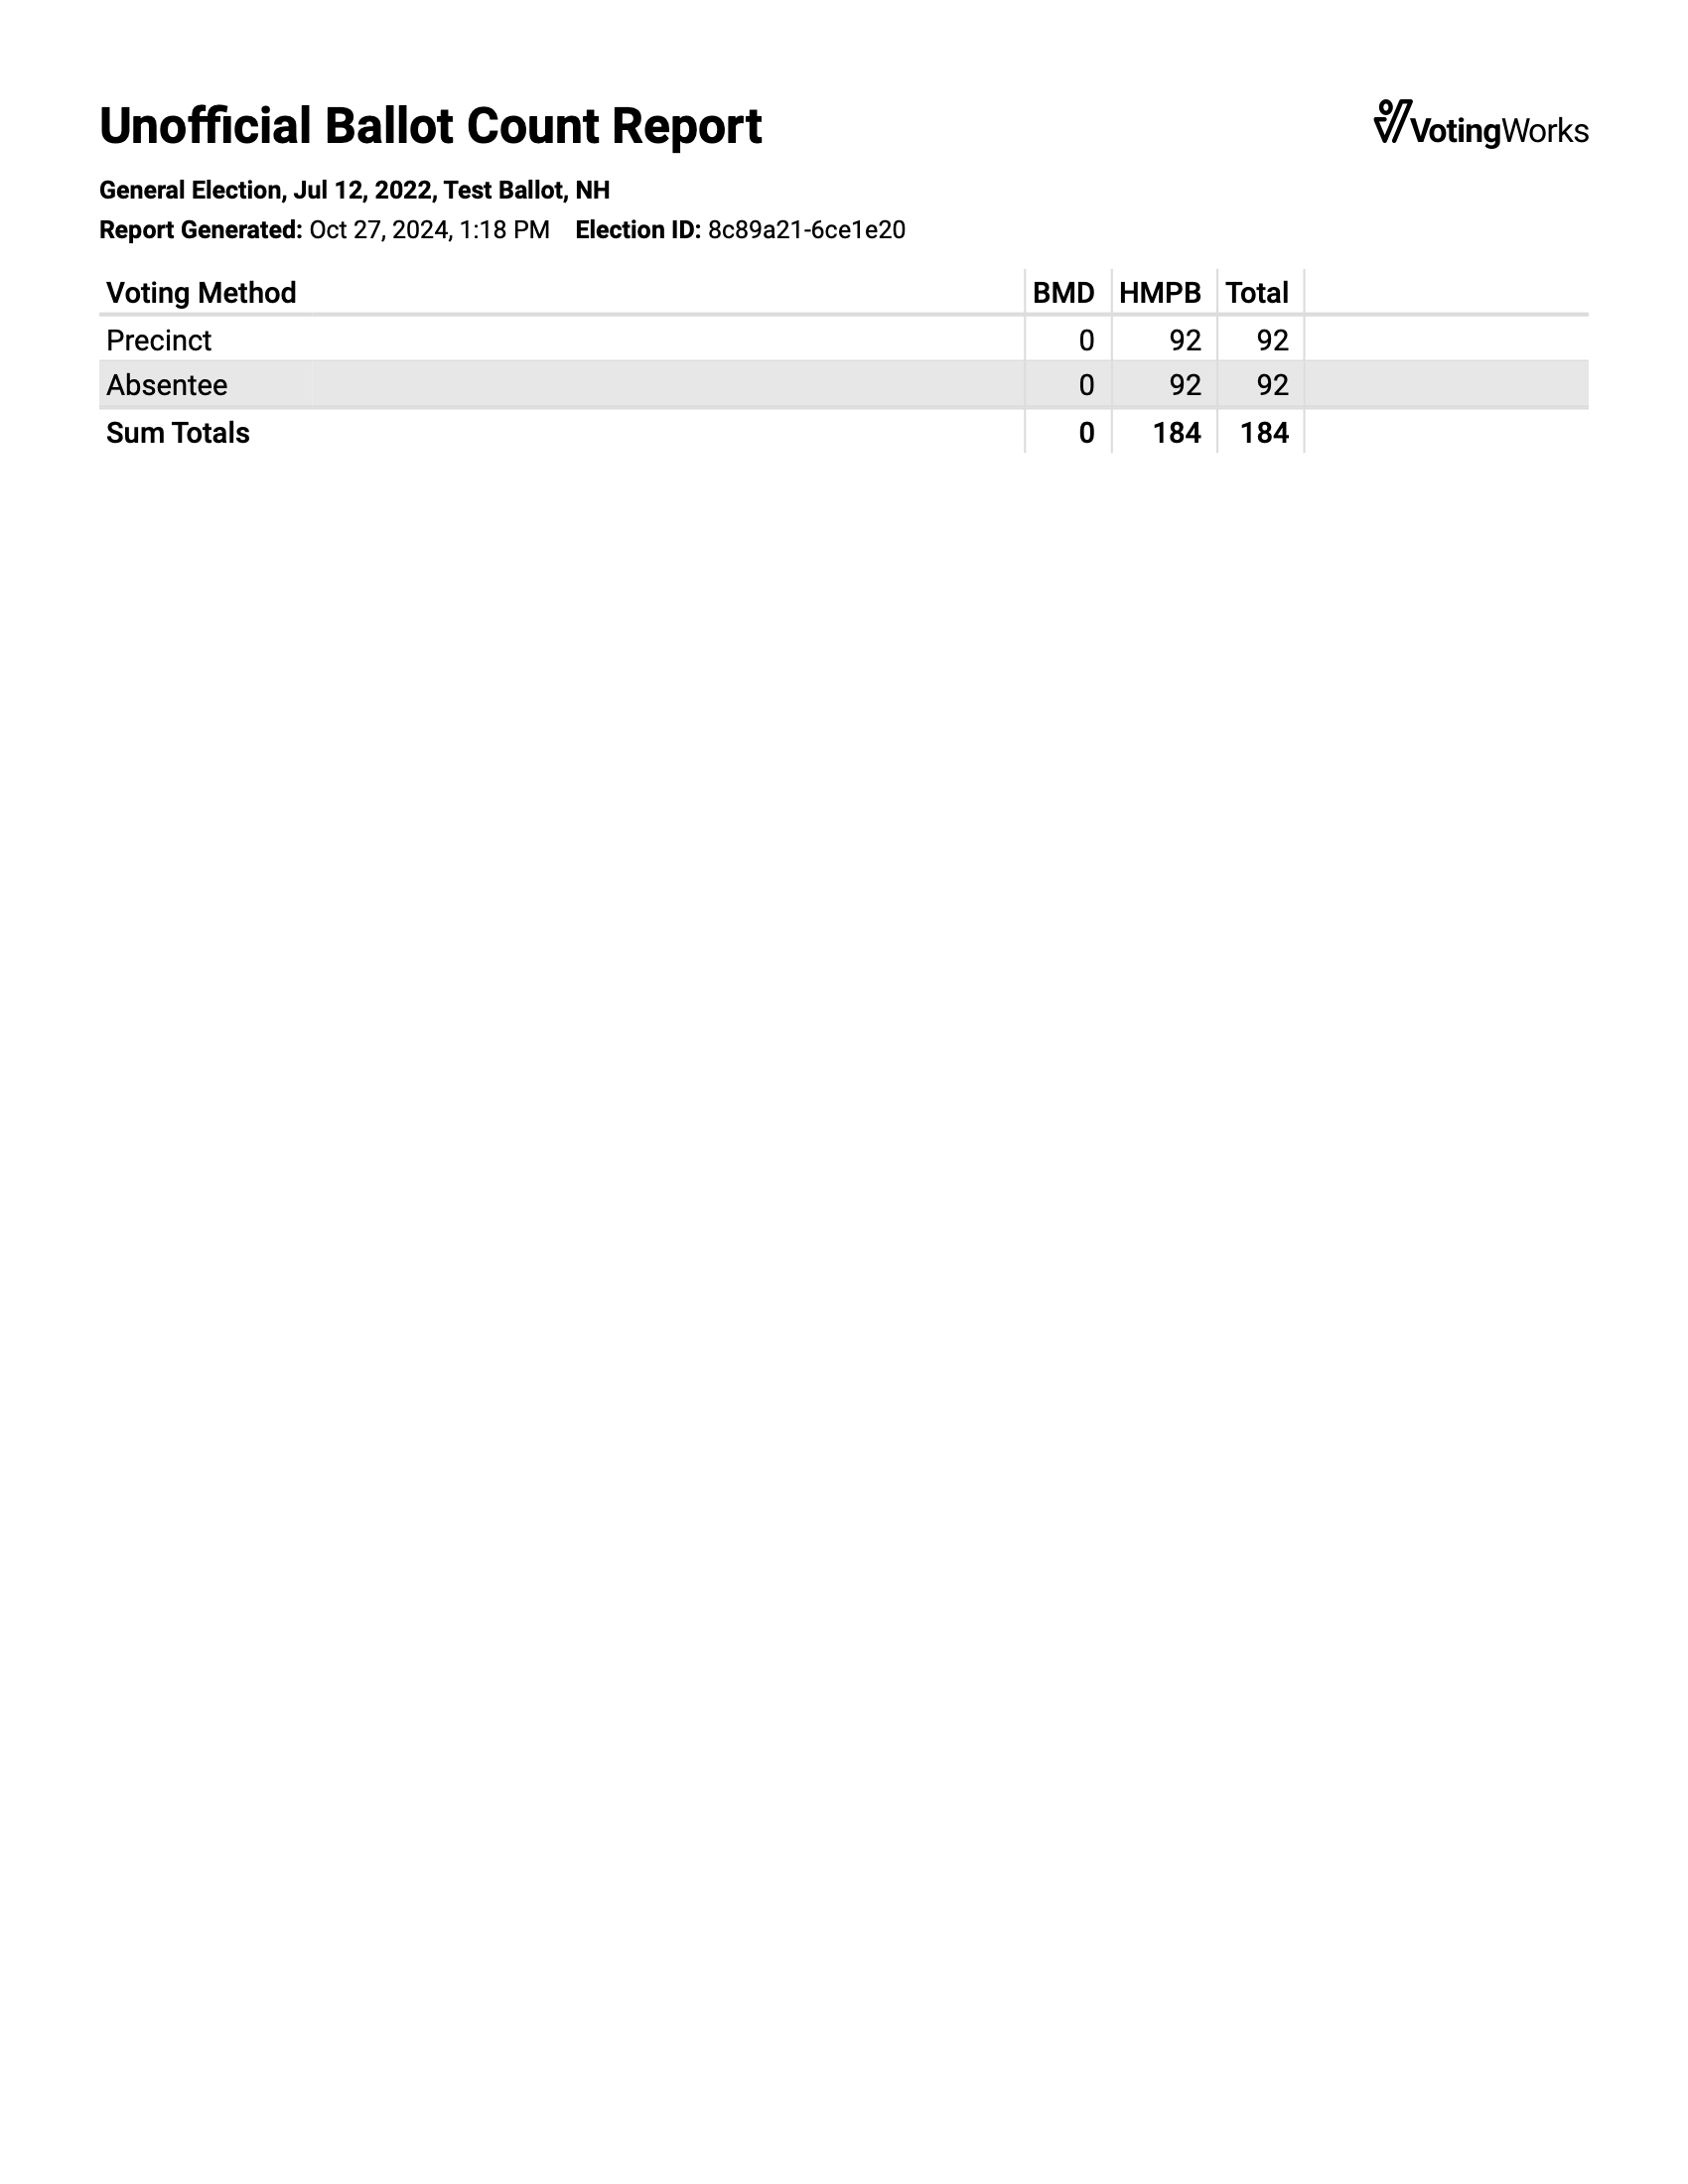 Unofficial Ballot Count Report
VotingWorks
General Election, Jul 12, 2022, Test Ballot, NH
Report Generated: Oct 27, 2024, 1:18 PM Election ID: 8c89a21-6ce1e20
Voting Method BMD HMPB Total
Precinct 0 92 92
Absentee 0 92 92
Sum Totals 0 184 184